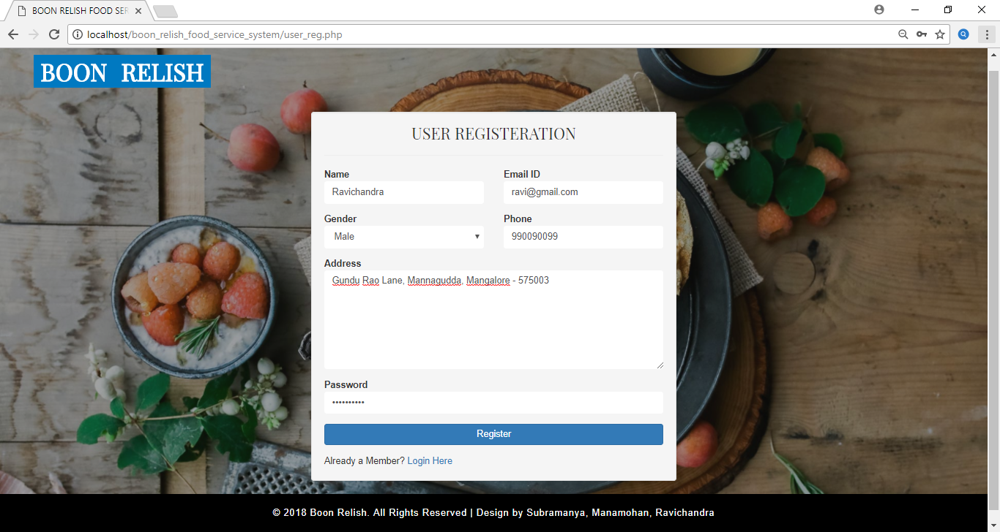 BOON RELISH FOOD SER
localhost/boon_relish_food_service_system/user_reg.php
BOON RELISH
USER REGISTERATION
Name
Email ID
Ravichandra
ravi@gmail.com
Gender
Phone
Male
990090099
Address
Gundu Rao Lane, Mannagudda, Mangalore - 575003
Password
••••••••••
Register
Already a Member? Login Here
© 2018 Boon Relish. All Rights Reserved | Design by Subramanya, Manamohan, Ravichandra